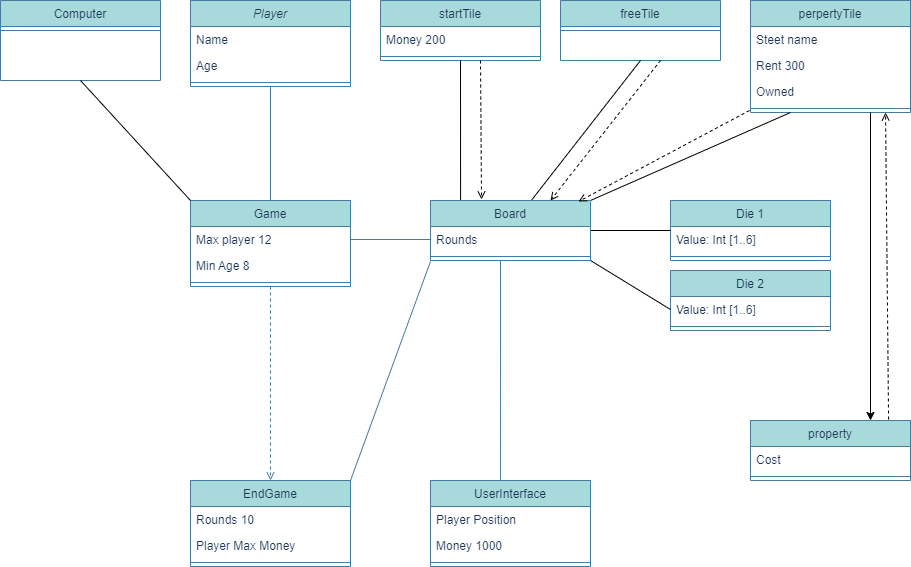 Computer
Player
Name
Age
startTile
Money 200
freeTile
perpertyTile
Steet name
Rent 300
Owned
Game
Max player 12
Min Age 8
Board
Rounds
Die 1
Value: Int [1..6]
Die 2
Value: Int [1..6]
property
Cost
EndGame
Rounds 10
Player Max Money
UserInterface
Player Position
Money 1000